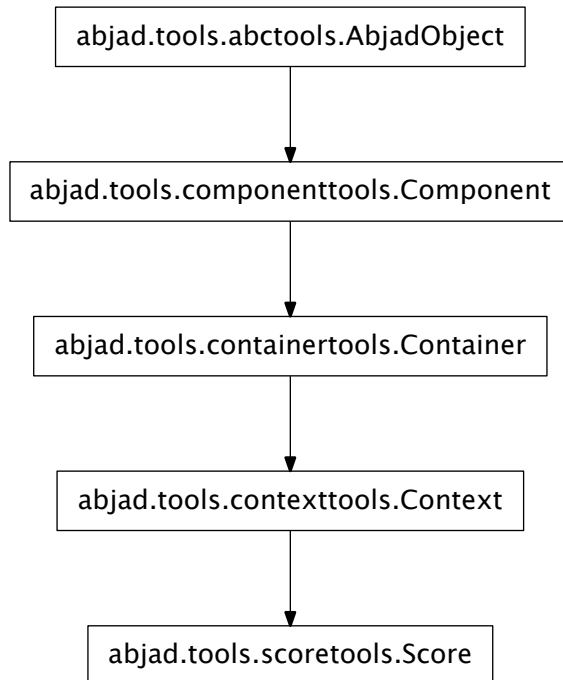 abjad.tools.abctools.AbjadObject
abjad.tools.componenttools.Component
abjad.tools.containertools.Container
abjad.tools.contexttools.Context
abjad.tools.scoretools.Score